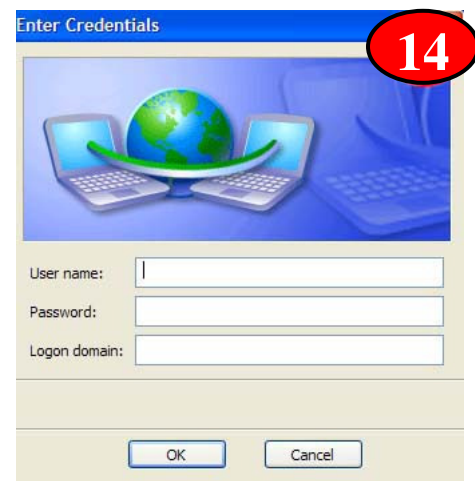 Enter Credentials
14
User name:
Password:
Logon domain:
OK Cancel